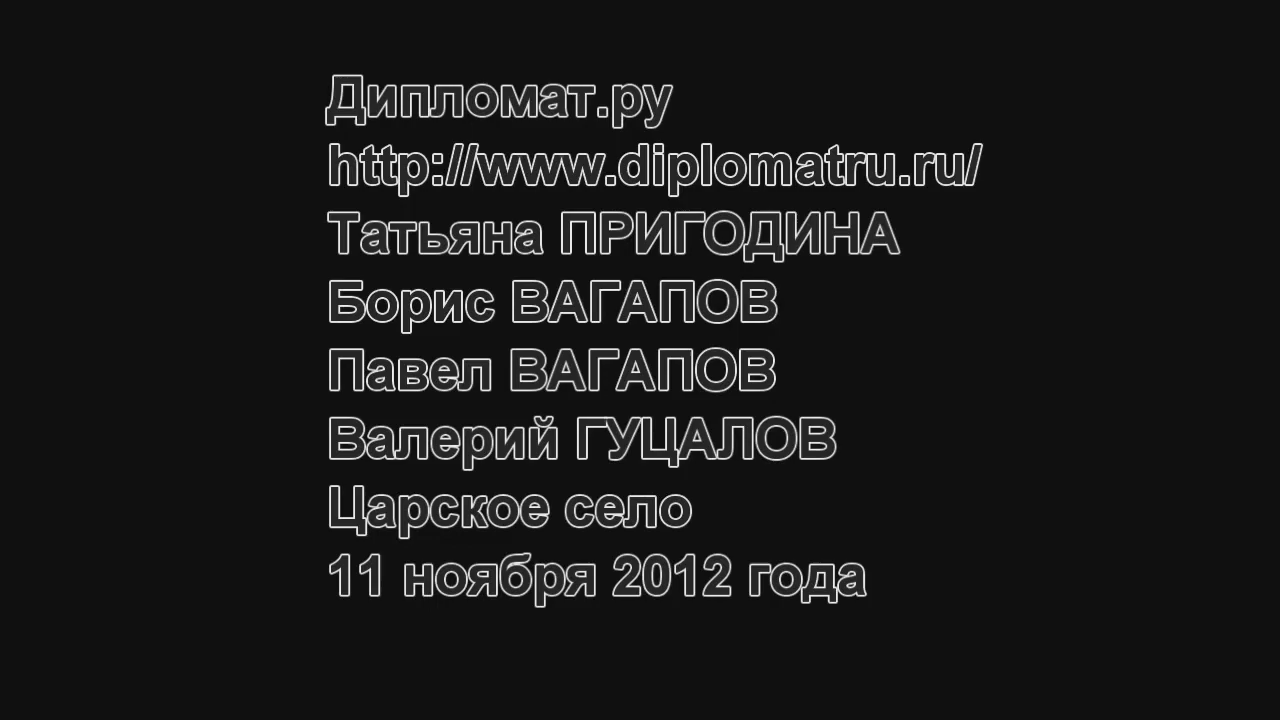 Дипломат.ру
http://www.diplomatru.ru/
Татьяна ПРИГОДИНА
Борис ВАГАПОВ
Павел ВАГАПОВ
Валерий ГУЦАЛОВ
Царское село
11 ноября 2012 года